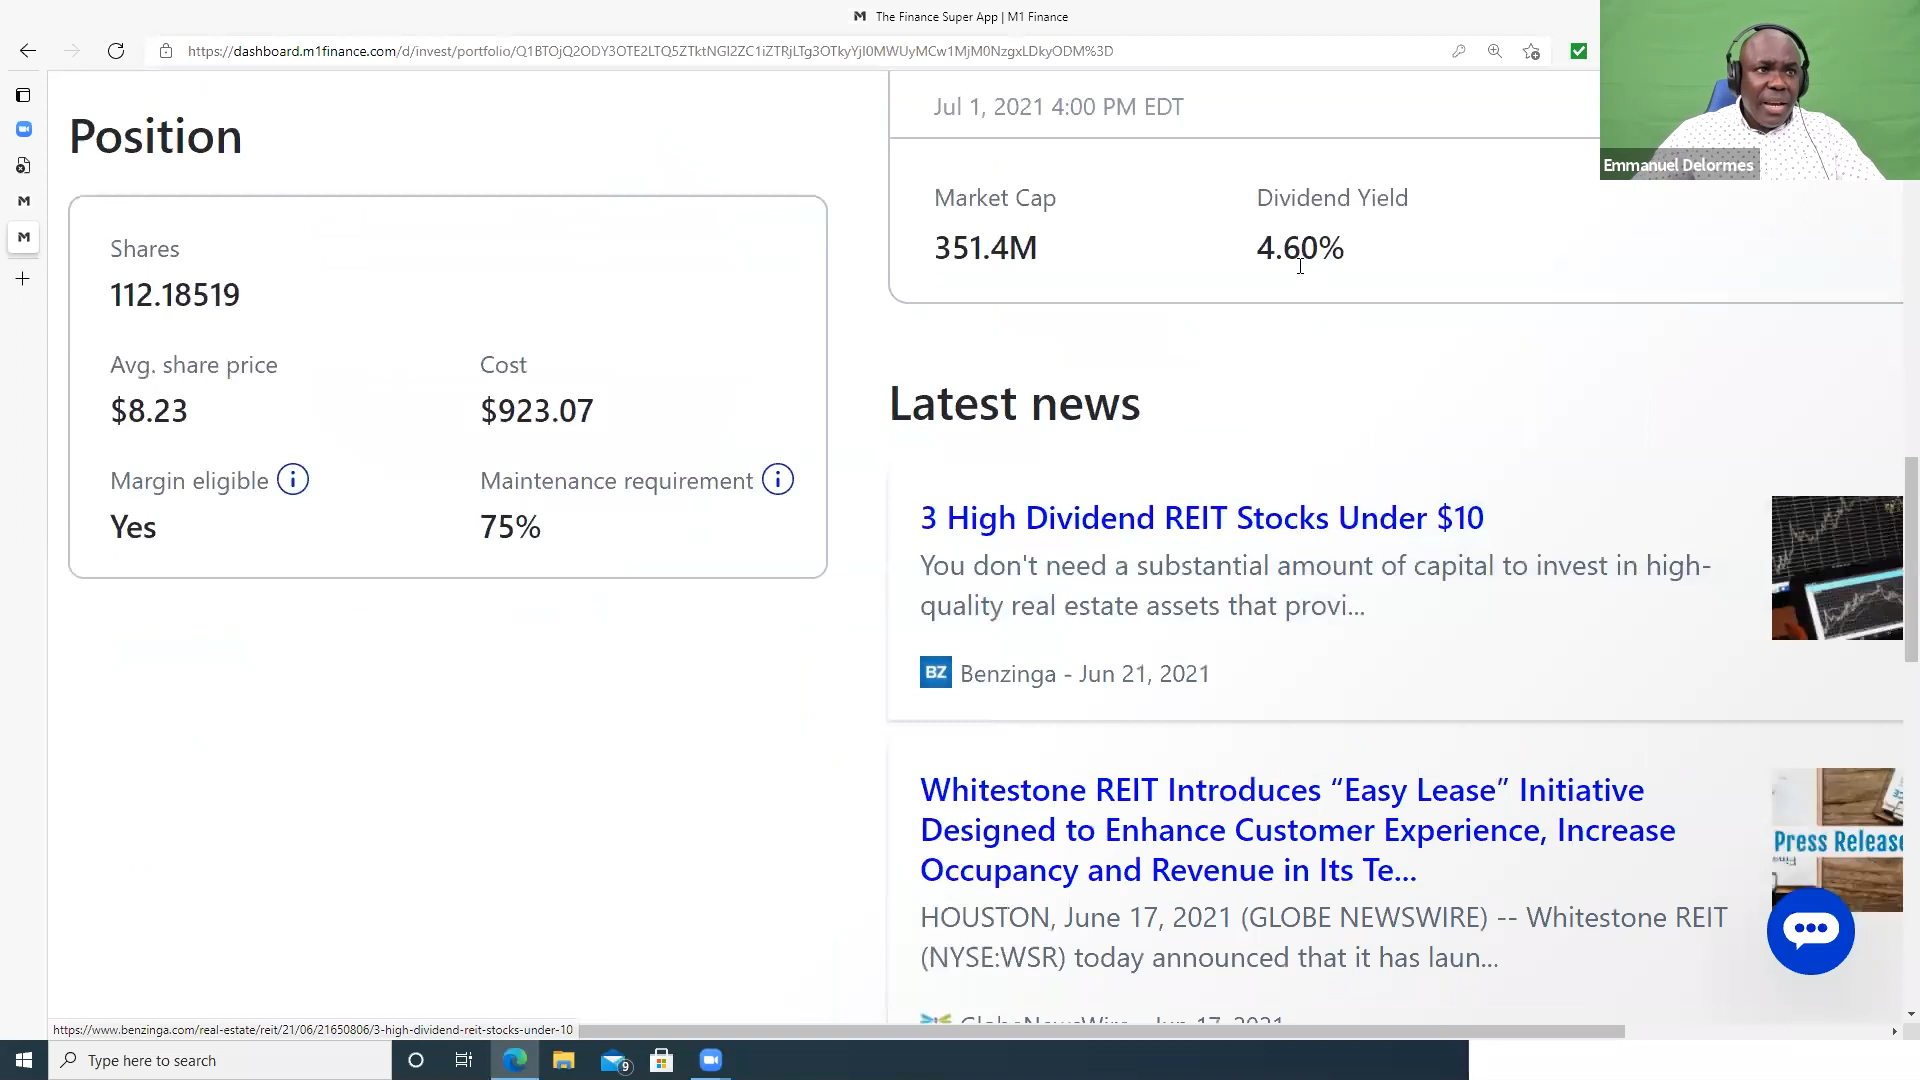 The Finance Super App | M1 Finance
https://dashboard.m1finance.com/d/invest/portfolio/Q1BTOjQ2ODY3OTE2LTQ5ZTktNGI2ZC1iZTRjLTg3OTkyYjI0MWUyMCw1MjM0NzgxLDkyODM%3D
Emmanuel Delormes
Position
Shares
112.18519
Avg. share price
Cost
$8.23
$923.07
Margin eligible
Maintenance requirement
Yes
75%
Jul 1, 2021 4:00 PM EDT
Market Cap
Dividend Yield
351.4M
4.60%
Latest news
3 High Dividend REIT Stocks Under $10
You don't need a substantial amount of capital to invest in high-
quality real estate assets that provi...
BZ Benzinga - Jun 21, 2021
Whitestone REIT Introduces “Easy Lease” Initiative
Designed to Enhance Customer Experience, Increase
Occupancy and Revenue in Its Te...
Press Release
HOUSTON, June 17, 2021 (GLOBE NEWSWIRE) -- Whitestone REIT
(NYSE:WSR) today announced that it has laun...
GlobeNewsWire - Jun 17, 2021
https://www.benzinga.com/real-estate/reit/21/06/21650806/3-high-dividend-reit-stocks-under-10
Type here to search
9